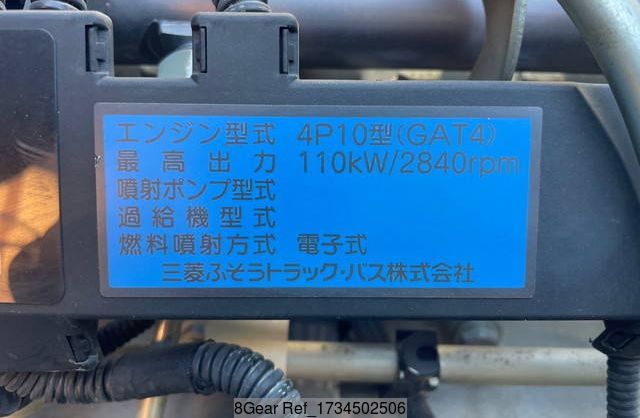 エンジン型式 4P10型(GAT4)
最高出力 110kW/2840rpm
噴射ポンプ型式
過給機型式
燃料噴射方式 電子式
三菱ふそうトラック・バス株式会社
8Gear Ref_1734502506